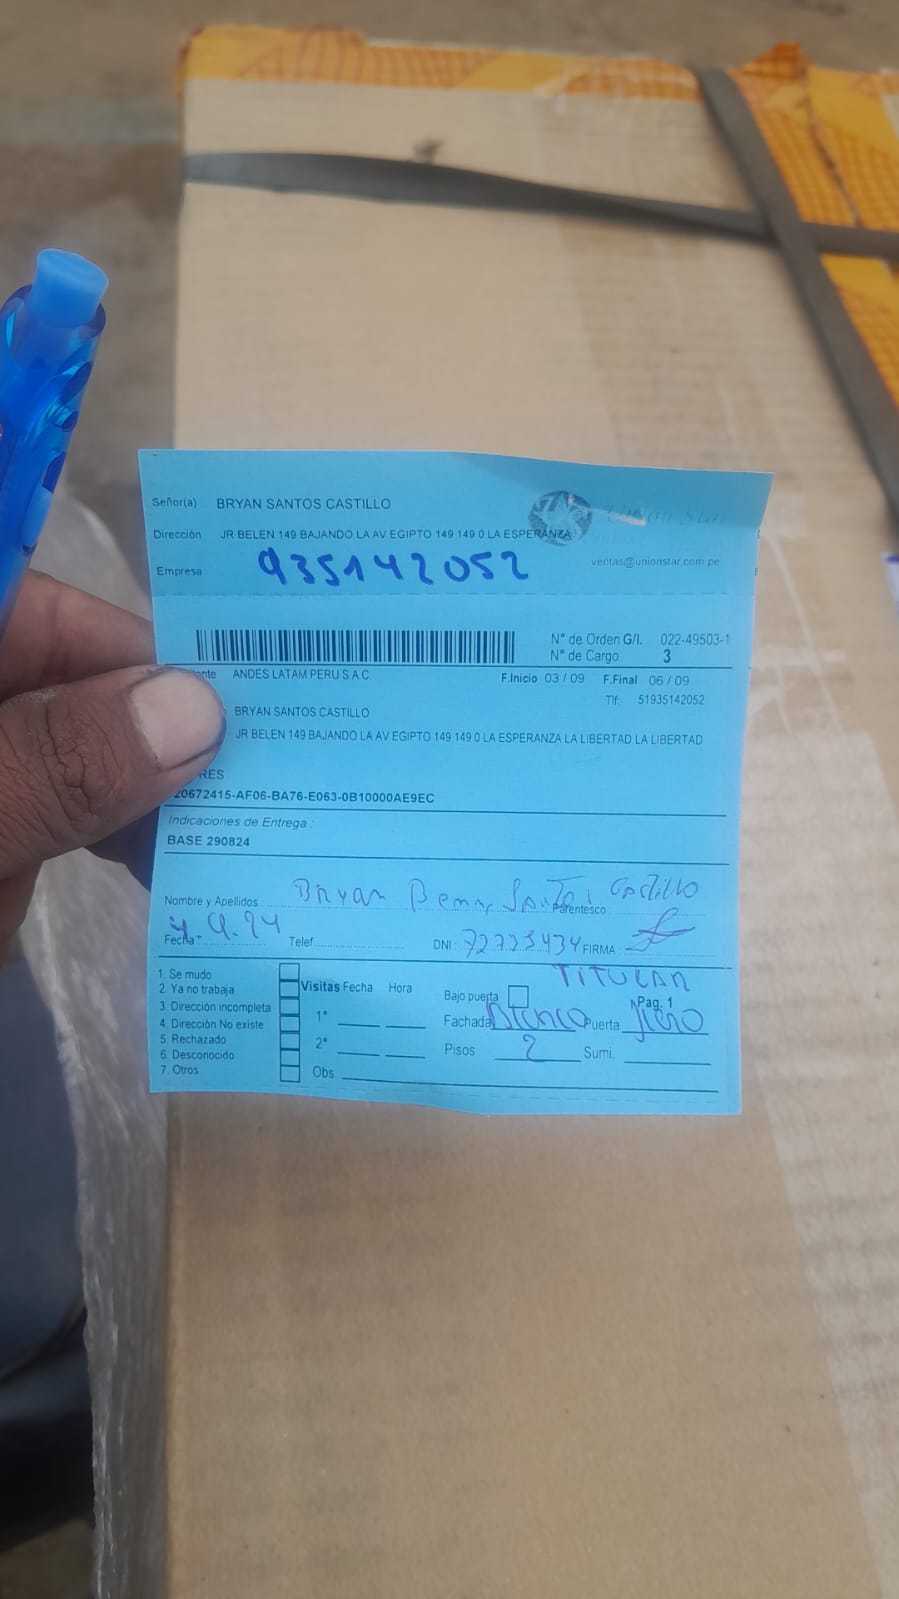 Señor(a) BRYAN SANTOS CASTILLO
Dirección JR BELEN 149 BAJANDO LA AV EGIPTO 149 149 0 LA ESPERANZA
Empresa 935142052
ventas@unionstar.com.pe
N° de Orden G/I. 022-49503-1
N° de Cargo 3
ANDES LATAM PERU S A C F.Inicio 03 / 09 F.Final 06 / 09
Tlf: 51935142052
BRYAN SANTOS CASTILLO
JR BELEN 149 BAJANDO LA AV EGIPTO 149 149 0 LA ESPERANZA LA LIBERTAD LA LIBERTAD
20672415-AF06-BA76-E063-0B10000AE9EC
Indicaciones de Entrega :
BASE 290824
Nombre y Apellidos Bryan Santos Castillo
Parentesco
Fecha Telef. DNI : FIRMA :
TITULAR
1. Se mudo
2. Ya no trabaja
3. Dirección incompleta
4. Dirección No existe
5. Rechazado
6. Desconocido
7. Otros
Visitas Fecha Hora
1°
2°
Obs
Bajo puerta
Pag. 1
Fachada Blanco Puerta
Pisos 2 Sumi.